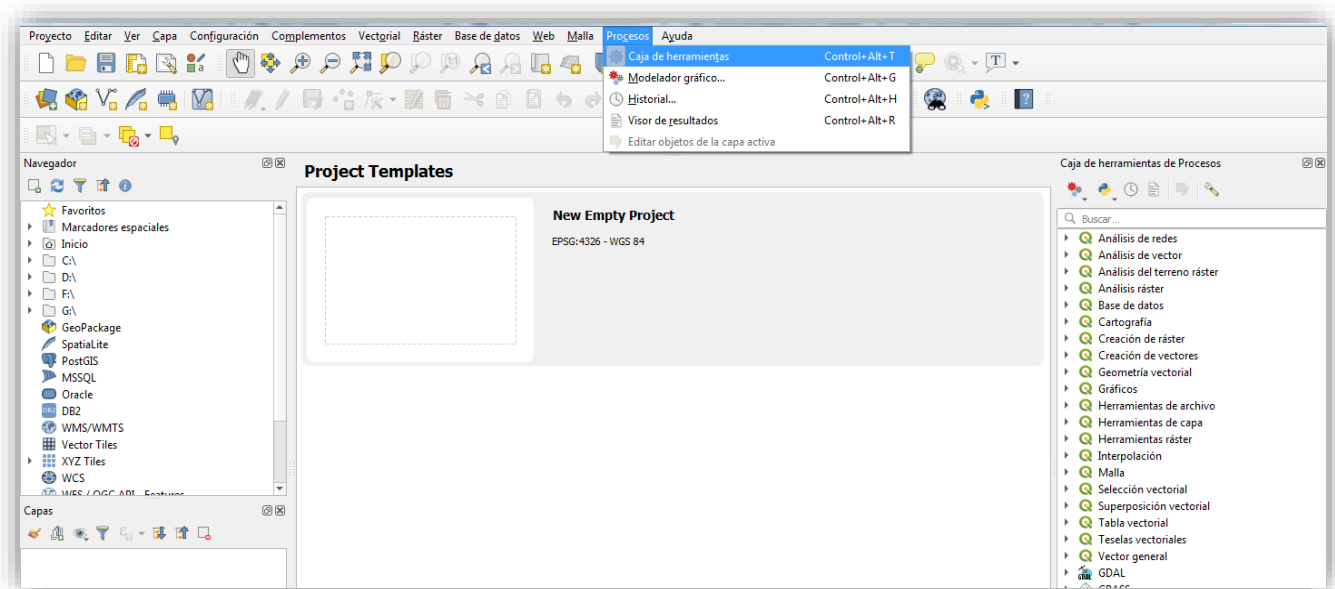 Proyecto Editar Ver Capa Configuración Complementos Vectorial Ráster Base de datos Web Malla Procesos Ayuda
Caja de herramientas Control+Alt+T
Modelador gráfico... Control+Alt+G
Historial... Control+Alt+H
Visor de resultados Control+Alt+R
Editar objetos de la capa activa
Navegador
Favoritos
Marcadores espaciales
Inicio
C:\
D:\
F:\
G:\
GeoPackage
SpatiaLite
PostGIS
MSSQL
Oracle
DB2
WMS/WMTS
Vector Tiles
XYZ Tiles
WCS
WFS / OGC API - Features
Capas
Project Templates
New Empty Project
EPSG:4326 - WGS 84
Caja de herramientas de Procesos
Buscar...
Análisis de redes
Análisis de vector
Análisis del terreno ráster
Análisis ráster
Base de datos
Cartografía
Creación de ráster
Creación de vectores
Geometría vectorial
Gráficos
Herramientas de archivo
Herramientas de capa
Herramientas ráster
Interpolación
Malla
Selección vectorial
Superposición vectorial
Tabla vectorial
Teselas vectoriales
Vector general
GDAL
GRASS